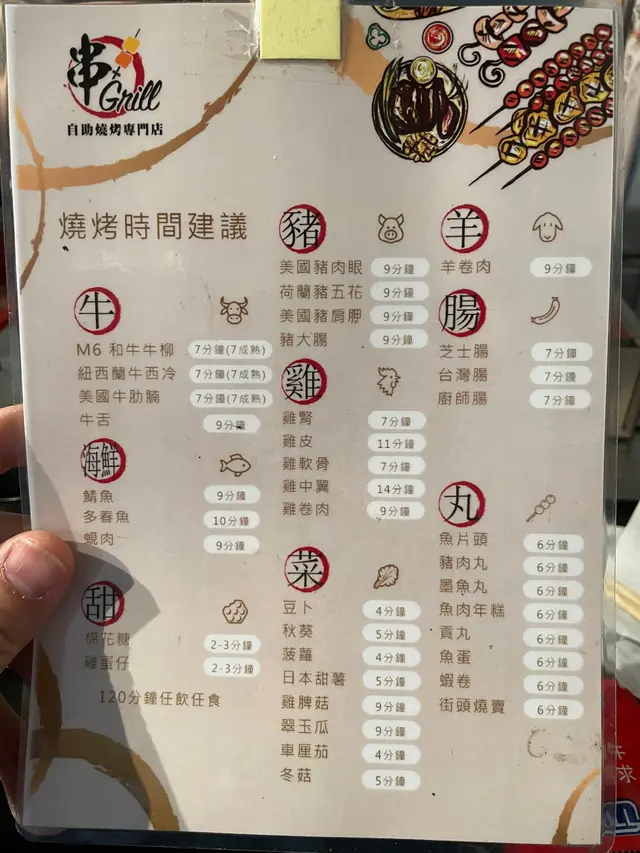 串
Grill
自助燒烤專門店
燒烤時間建議
牛
M6 和牛牛柳 7分鐘(7成熟)
紐西蘭牛西冷 7分鐘(7成熟)
美國牛肋腩 7分鐘(7成熟)
牛舌 9分鐘
海鮮
鯖魚 9分鐘
多春魚 10分鐘
蜆肉 9分鐘
甜
棉花糖 2-3分鐘
雞蛋仔 2-3分鐘
120分鐘任飲任食
豬
美國豬肉眼 9分鐘
荷蘭豬五花 9分鐘
美國豬肩胛 9分鐘
豬大腸 9分鐘
雞
雞腎 7分鐘
雞皮 11分鐘
雞軟骨 7分鐘
雞中翼 14分鐘
雞卷肉 9分鐘
菜
豆卜 4分鐘
秋葵 5分鐘
菠蘿 4分鐘
日本甜薯 5分鐘
雞脾菇 9分鐘
翠玉瓜 9分鐘
車厘茄 4分鐘
冬菇 5分鐘
羊
羊卷肉 9分鐘
腸
芝士腸 7分鐘
台灣腸 7分鐘
廚師腸 7分鐘
丸
魚片頭 6分鐘
豬肉丸 6分鐘
墨魚丸 6分鐘
魚肉年糕 6分鐘
貢丸 6分鐘
魚蛋 6分鐘
蝦卷 6分鐘
街頭燒賣 6分鐘